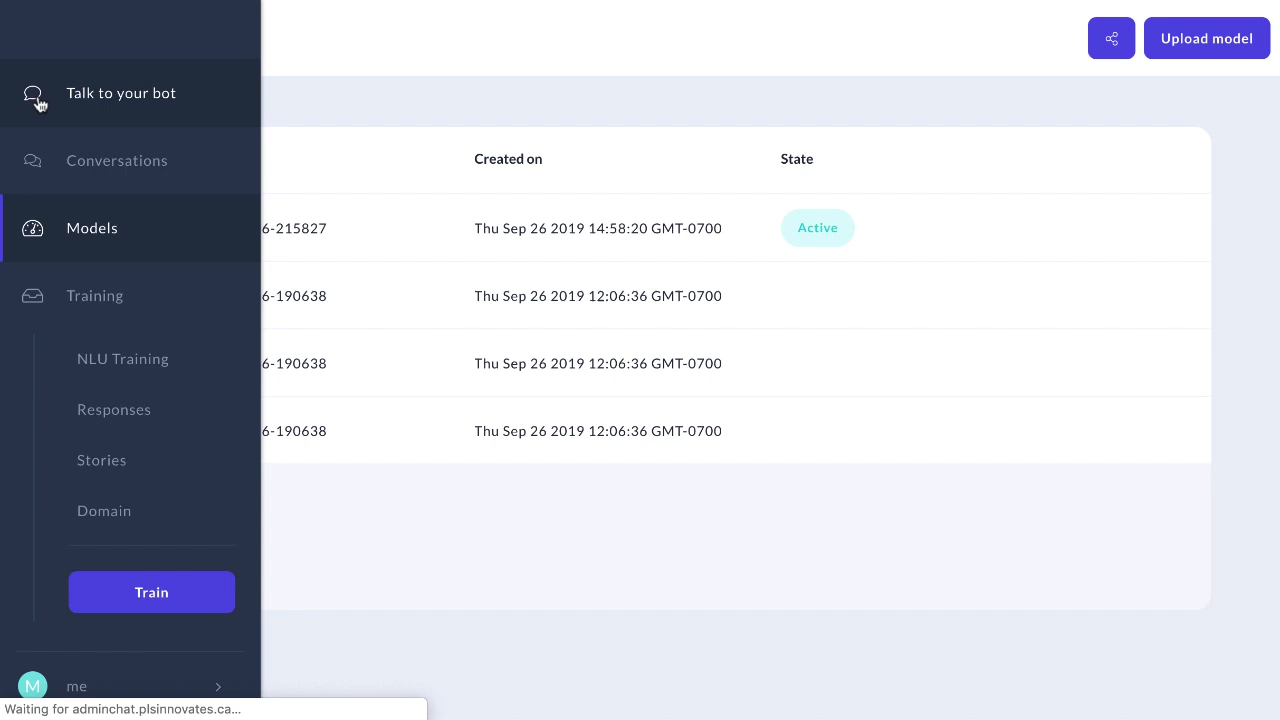 Upload model
Talk to your bot
Conversations
Models
Training
NLU Training
Responses
Stories
Domain
Train
M me
Created on State
6-215827 Thu Sep 26 2019 14:58:20 GMT-0700 Active
6-190638 Thu Sep 26 2019 12:06:36 GMT-0700
6-190638 Thu Sep 26 2019 12:06:36 GMT-0700
6-190638 Thu Sep 26 2019 12:06:36 GMT-0700
Waiting for adminchat.plsinnovates.ca...